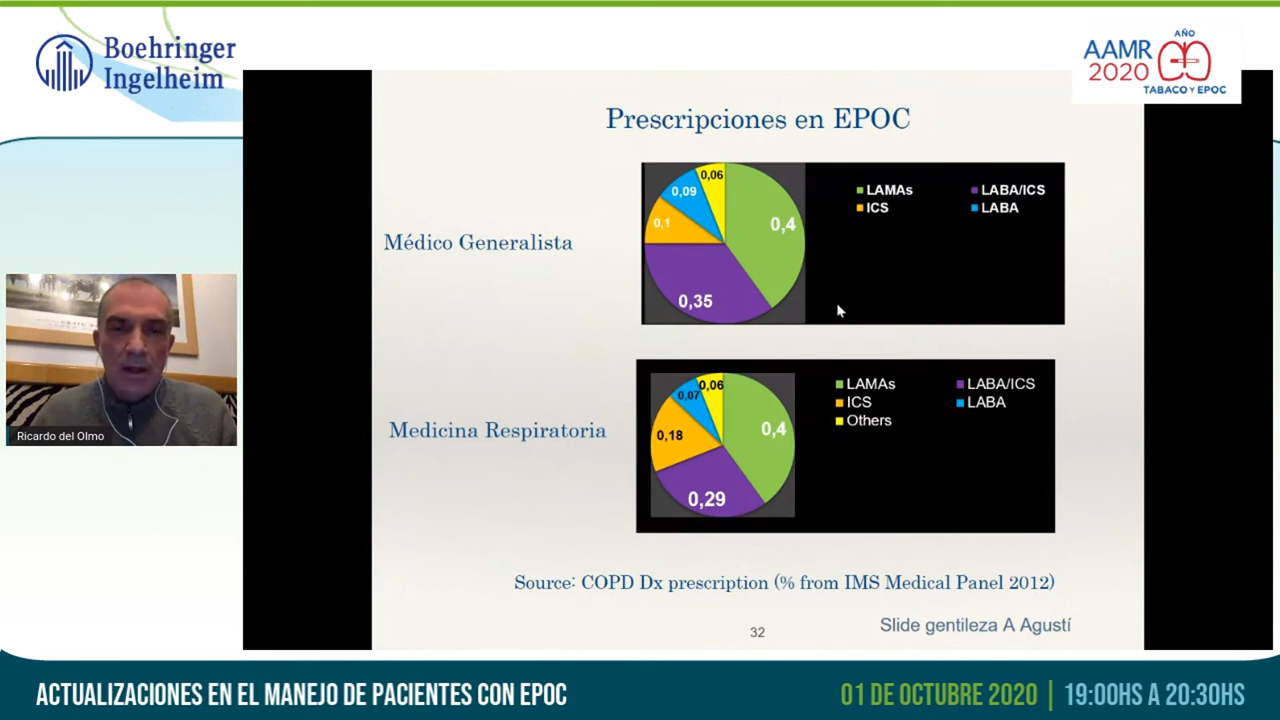 Boehringer
Ingelheim
AÑO
AAMR
2020
TABACO Y EPOC
Prescripciones en EPOC
Médico Generalista
0,06
0,09
0,1
0,4
0,35
LAMAs
LABA/ICS
ICS
LABA
Medicina Respiratoria
0,06
0,07
0,18
0,4
0,29
LAMAs
LABA/ICS
ICS
LABA
Others
Source: COPD Dx prescription (% from IMS Medical Panel 2012)
32
Slide gentileza A Agustí
Ricardo del Olmo
ACTUALIZACIONES EN EL MANEJO DE PACIENTES CON EPOC
01 DE OCTUBRE 2020 | 19:00HS A 20:30HS